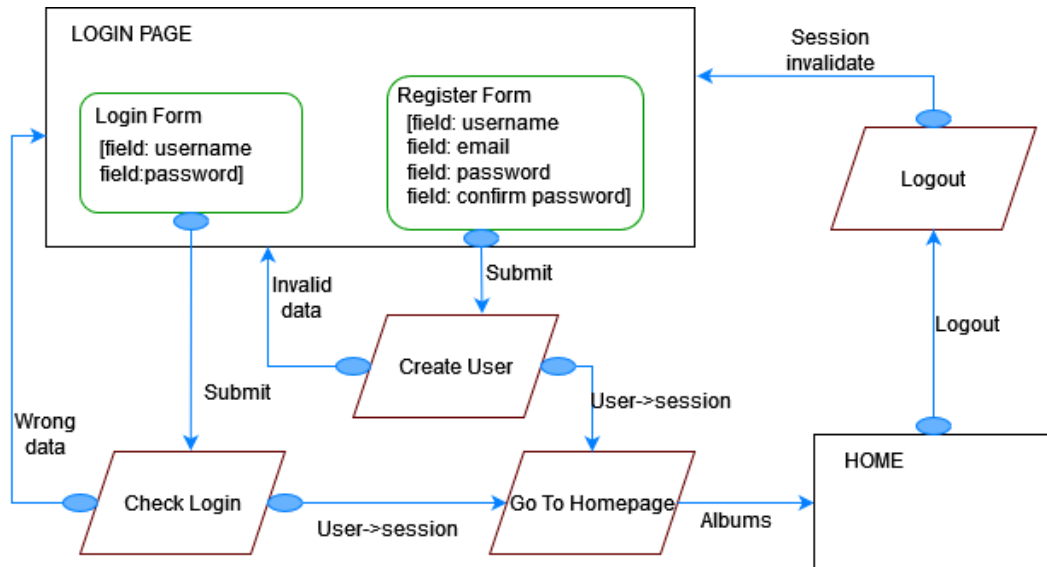 LOGIN PAGE
Login Form
[field: username
field:password]
Register Form
[field: username
field: email
field: password
field: confirm password]
Session
invalidate
Logout
Submit
Invalid
data
Create User
Logout
Submit
User->session
Wrong
data
HOME
Check Login
Go To Homepage
User->session
Albums